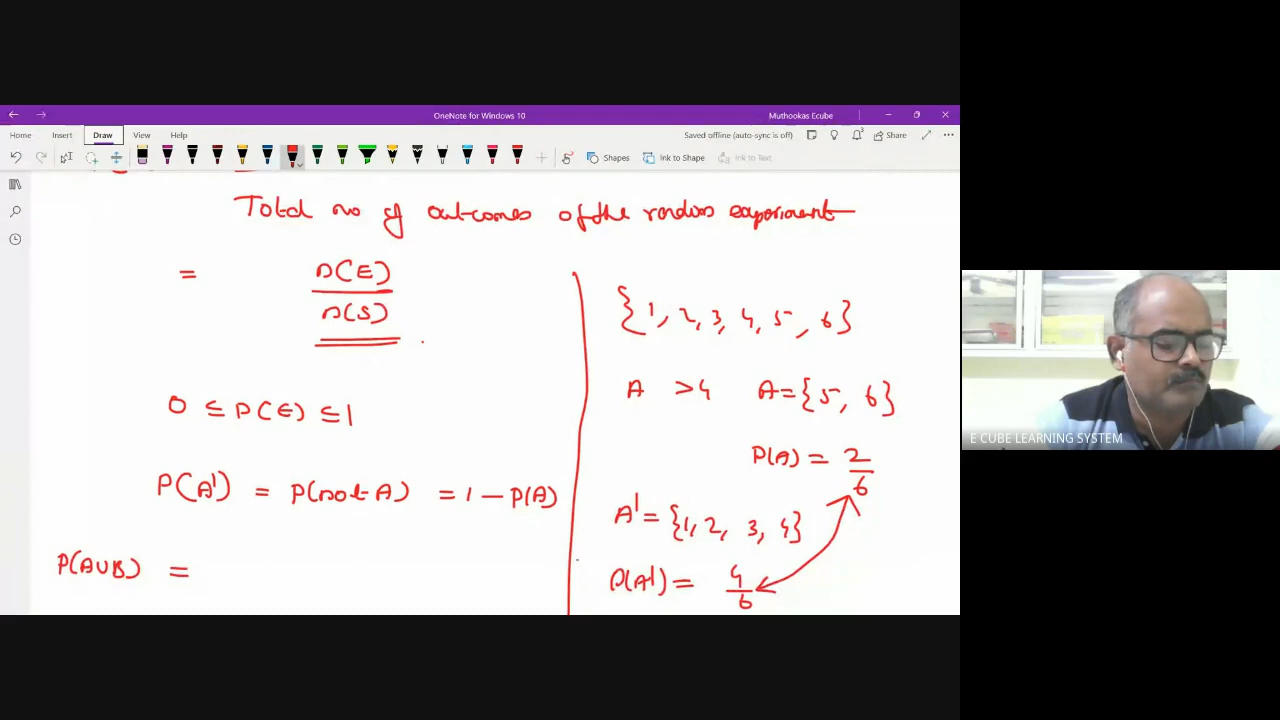 OneNote for Windows 10
Muthookas Ecube
Home Insert Draw View Help
Saved offline (auto-sync is off)
Share
Shapes
Ink to Shape
Ink to Text
Total no of outcomes of the random experiment
= n(E)
n(S)
0 ≤ P(E) ≤ 1
P(A') = P(not A) = 1 − P(A)
P(A∪B) =
{1, 2, 3, 4, 5, 6}
A >4 A={5, 6}
P(A) = 2
6
A' = {1, 2, 3, 4}
P(A') = 4
6
E CUBE LEARNING SYSTEM